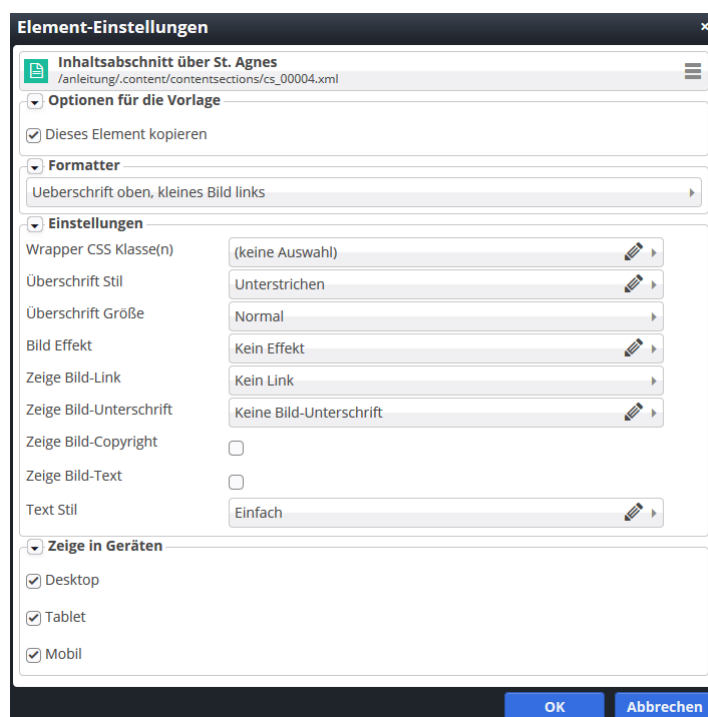 Element-Einstellungen
Inhaltsabschnitt über St. Agnes
/anleitung/.content/contentsections/cs_00004.xml
Optionen für die Vorlage
Dieses Element kopieren
Formatter
Ueberschrift oben, kleines Bild links
Einstellungen
Wrapper CSS Klasse(n) (keine Auswahl)
Überschrift Stil Unterstrichen
Überschrift Größe Normal
Bild Effekt Kein Effekt
Zeige Bild-Link Kein Link
Zeige Bild-Unterschrift Keine Bild-Unterschrift
Zeige Bild-Copyright
Zeige Bild-Text
Text Stil Einfach
Zeige in Geräten
Desktop
Tablet
Mobil
OK Abbrechen